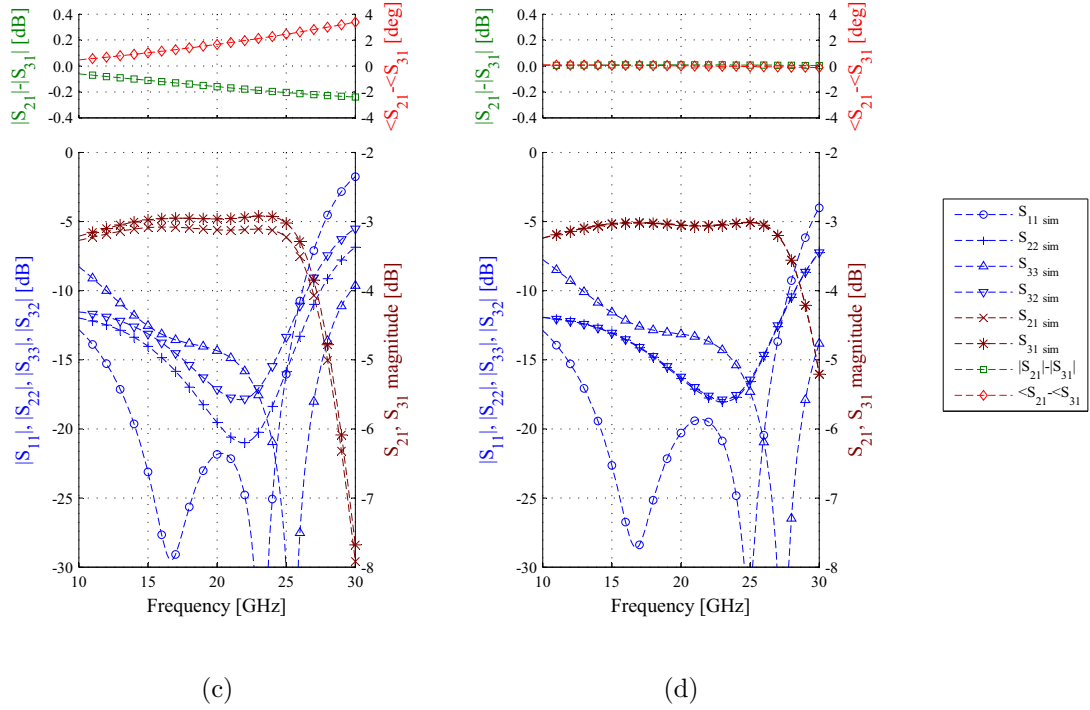 |S21|-|S31| [dB]
0.4
0.2
0.0
-0.2
-0.4
4
2
0
-2
-4
<S21-<S31 [deg]
|S11|, |S22|, |S33|, |S32| [dB]
0
-5
-10
-15
-20
-25
-30
-2
-3
-4
-5
-6
-7
-8
S21, S31 magnitude [dB]
10 15 20 25 30
Frequency [GHz]
(c)
|S21|-|S31| [dB]
0.4
0.2
0.0
-0.2
-0.4
4
2
0
-2
-4
<S21-<S31 [deg]
|S11|, |S22|, |S33|, |S32| [dB]
0
-5
-10
-15
-20
-25
-30
-2
-3
-4
-5
-6
-7
-8
S21, S31 magnitude [dB]
10 15 20 25 30
Frequency [GHz]
(d)
S11 sim
S22 sim
S33 sim
S32 sim
S21 sim
S31 sim
|S21|-|S31|
<S21-<S31